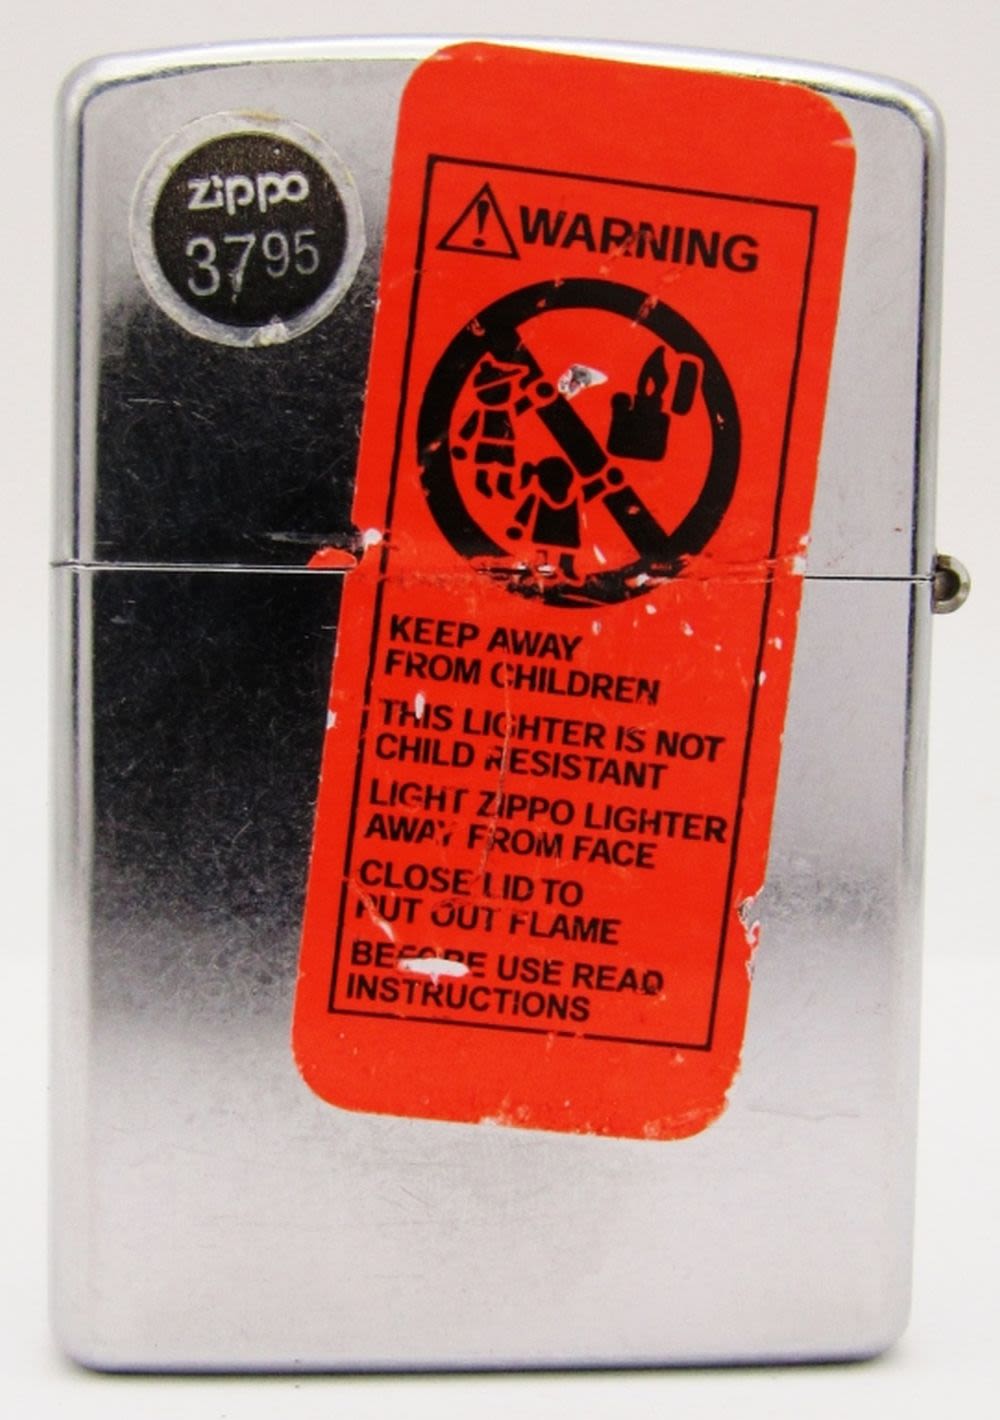 zippo
3795
WARNING
KEEP AWAY
FROM CHILDREN
THIS LIGHTER IS NOT
CHILD RESISTANT
LIGHT ZIPPO LIGHTER
AWAY FROM FACE
CLOSE LID TO
PUT OUT FLAME
BEFORE USE READ
INSTRUCTIONS